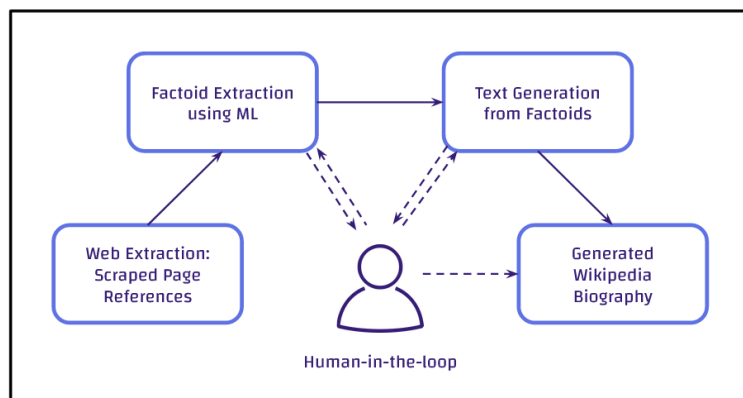 Factoid Extraction
using ML
Text Generation
from Factoids
Web Extraction:
Scraped Page
References
Generated
Wikipedia
Biography
Human-in-the-loop